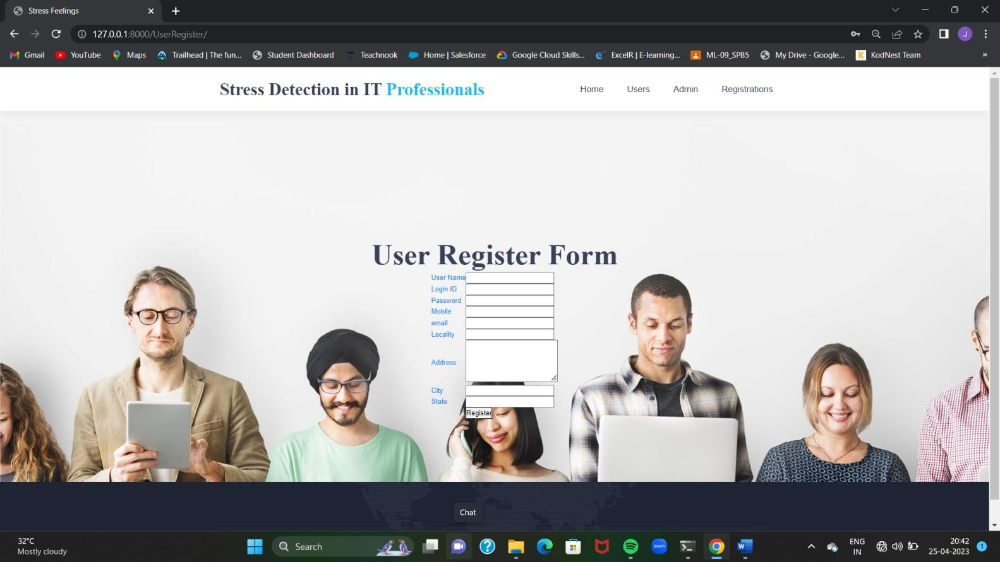 Stress Feelings
127.0.0.1:8000/UserRegister/
J
Gmail YouTube Maps Trailhead | The fun... Student Dashboard Teachnook Home | Salesforce Google Cloud Skills... ExcelR | E-learning... ML-09_SPB5 My Drive - Google... KodNest Team »
Stress Detection in IT Professionals
Home Users Admin Registrations
User Register Form
User Name
Login ID
Password
Mobile
email
Locality
Address
City
State
Register
Chat
32°C
Mostly cloudy
Search
zoom
ENG
IN
20:42
25-04-2023
1